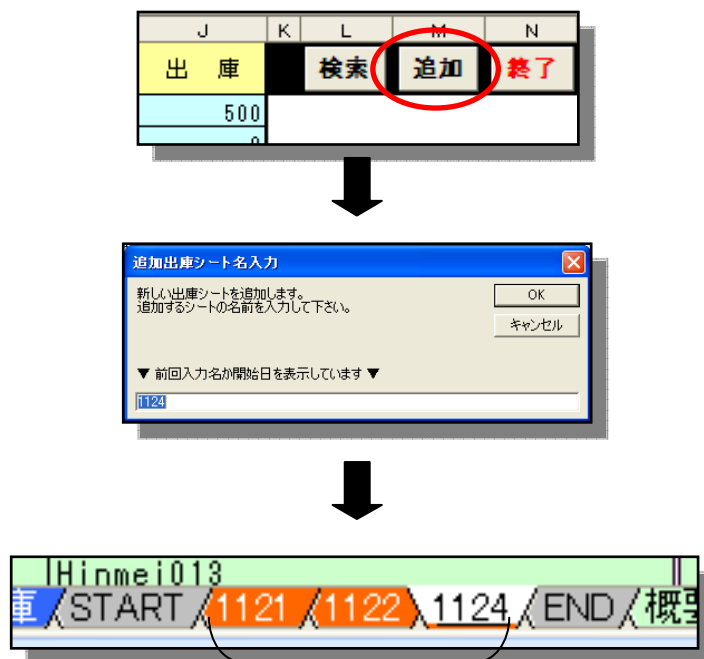 J K L M N
出 庫 検索 追加 終了
500
追加出庫シート名入力
新しい出庫シートを追加します。
追加するシートの名前を入力して下さい。
OK
キャンセル
▼ 前回入力名か開始日を表示しています ▼
1124
Hinmei013
庫 START 1121 1122 1124 END 概要